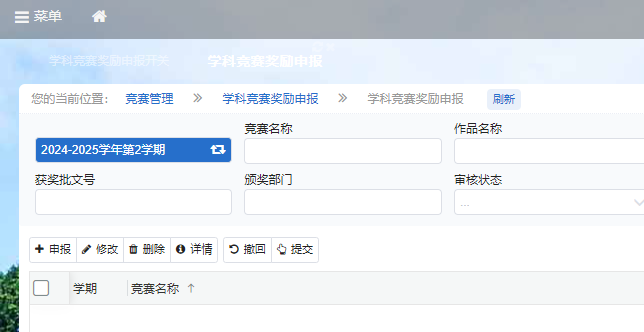 菜单
学科竞赛奖励申报开关 学科竞赛奖励申报
您的当前位置： 竞赛管理 » 学科竞赛奖励申报 » 学科竞赛奖励申报 刷新
竞赛名称 作品名称
2024-2025学年第2学期
获奖批文号 颁奖部门 审核状态
...
申报 修改 删除 详情 撤回 提交
学期 竞赛名称 ↑